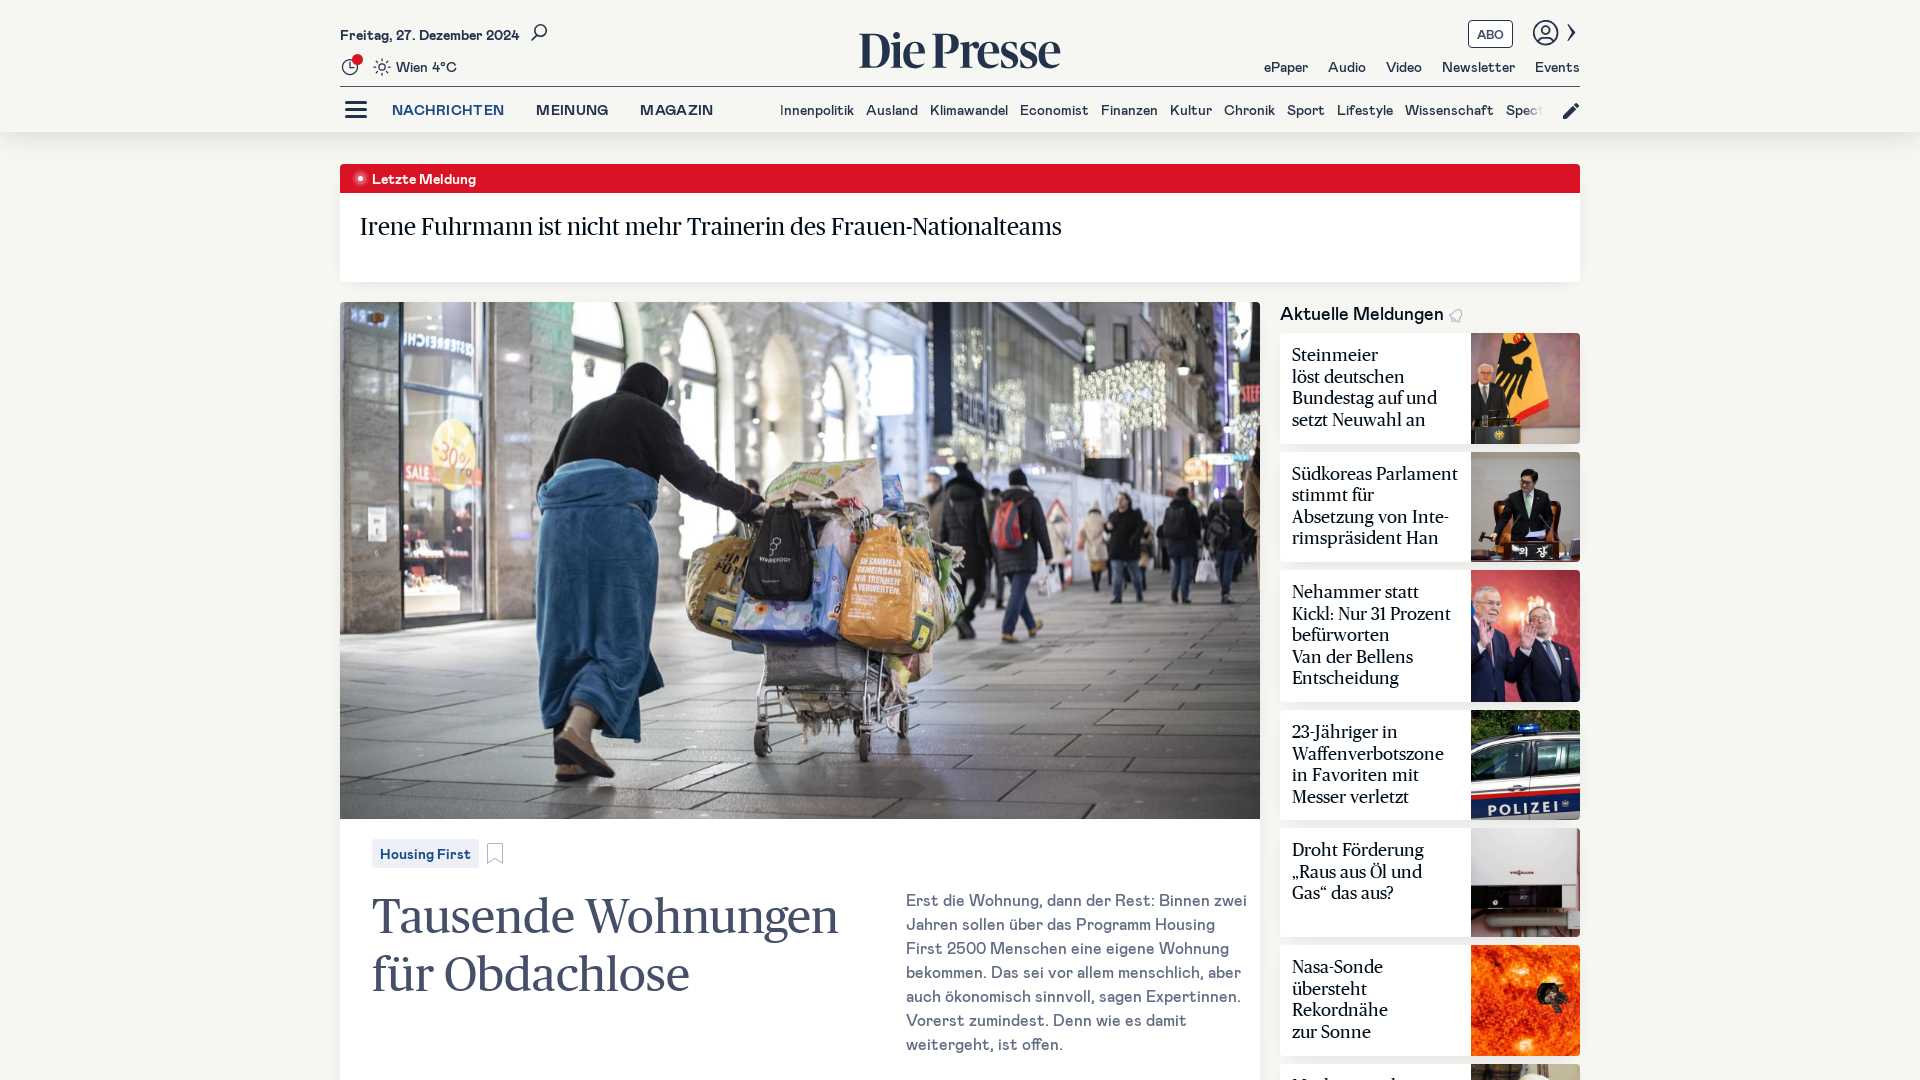 Freitag, 27. Dezember 2024
Wien 4°C
Die Presse
ABO
ePaper Audio Video Newsletter Events
NACHRICHTEN MEINUNG MAGAZIN
Innenpolitik Ausland Klimawandel Economist Finanzen Kultur Chronik Sport Lifestyle Wissenschaft Spect
Letzte Meldung
Irene Fuhrmann ist nicht mehr Trainerin des Frauen-Nationalteams
SALE
30%
Housing First
Tausende Wohnungen
für Obdachlose
Erst die Wohnung, dann der Rest: Binnen zwei
Jahren sollen über das Programm Housing
First 2500 Menschen eine eigene Wohnung
bekommen. Das sei vor allem menschlich, aber
auch ökonomisch sinnvoll, sagen Expertinnen.
Vorerst zumindest. Denn wie es damit
weitergeht, ist offen.
Aktuelle Meldungen
Steinmeier
löst deutschen
Bundestag auf und
setzt Neuwahl an
Südkoreas Parlament
stimmt für
Absetzung von Inte-
rimspräsident Han
의 장
Nehammer statt
Kickl: Nur 31 Prozent
befürworten
Van der Bellens
Entscheidung
23-Jähriger in
Waffenverbotszone
in Favoriten mit
Messer verletzt
POLIZEI
Droht Förderung
„Raus aus Öl und
Gas“ das aus?
Nasa-Sonde
übersteht
Rekordnähe
zur Sonne